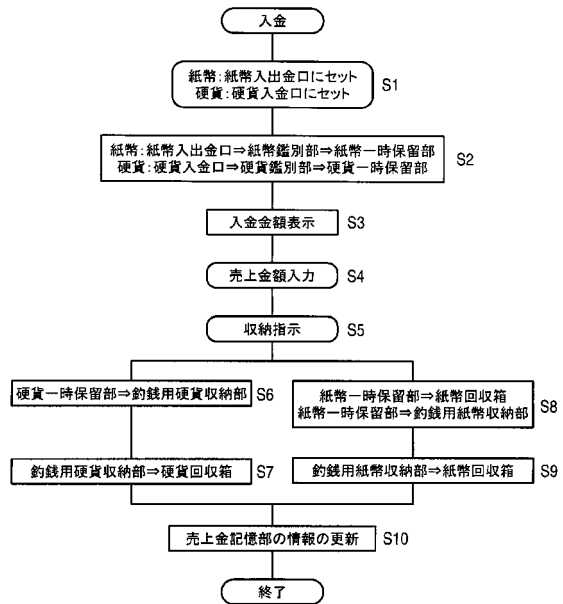 入金
紙幣:紙幣入出金口にセット
硬貨:硬貨入金口にセット
S1
紙幣:紙幣入出金口⇒紙幣鑑別部⇒紙幣一時保留部
硬貨:硬貨入金口⇒硬貨鑑別部⇒硬貨一時保留部
S2
入金金額表示
S3
売上金額入力
S4
収納指示
S5
硬貨一時保留部⇒釣銭用硬貨収納部
S6
紙幣一時保留部⇒紙幣回収箱
紙幣一時保留部⇒釣銭用紙幣収納部
S8
釣銭用硬貨収納部⇒硬貨回収箱
S7
釣銭用紙幣収納部⇒紙幣回収箱
S9
売上金記憶部の情報の更新
S10
終了